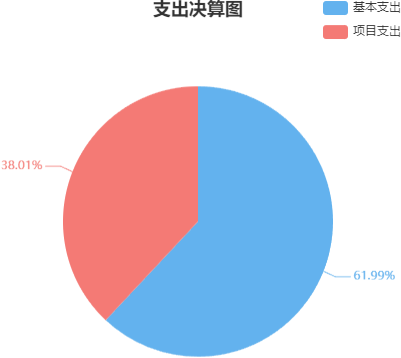 支出决算图
基本支出
项目支出
38.01%
61.99%